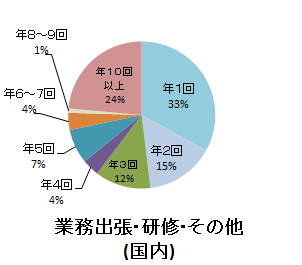 年8～9回
1%
年10回
以上
24%
年1回
33%
年6～7回
4%
年5回
7%
年2回
15%
年3回
12%
年4回
4%
業務出張・研修・その他
(国内)